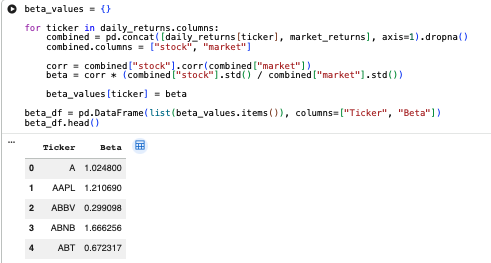 beta_values = {}
for ticker in daily_returns.columns:
    combined = pd.concat([daily_returns[ticker], market_returns], axis=1).dropna()
    combined.columns = ["stock", "market"]
    corr = combined["stock"].corr(combined["market"])
    beta = corr * (combined["stock"].std() / combined["market"].std())
    beta_values[ticker] = beta
beta_df = pd.DataFrame(list(beta_values.items()), columns=["Ticker", "Beta"])
beta_df.head()
...
Ticker Beta
0 A 1.024800
1 AAPL 1.210690
2 ABBV 0.299098
3 ABNB 1.666256
4 ABT 0.672317